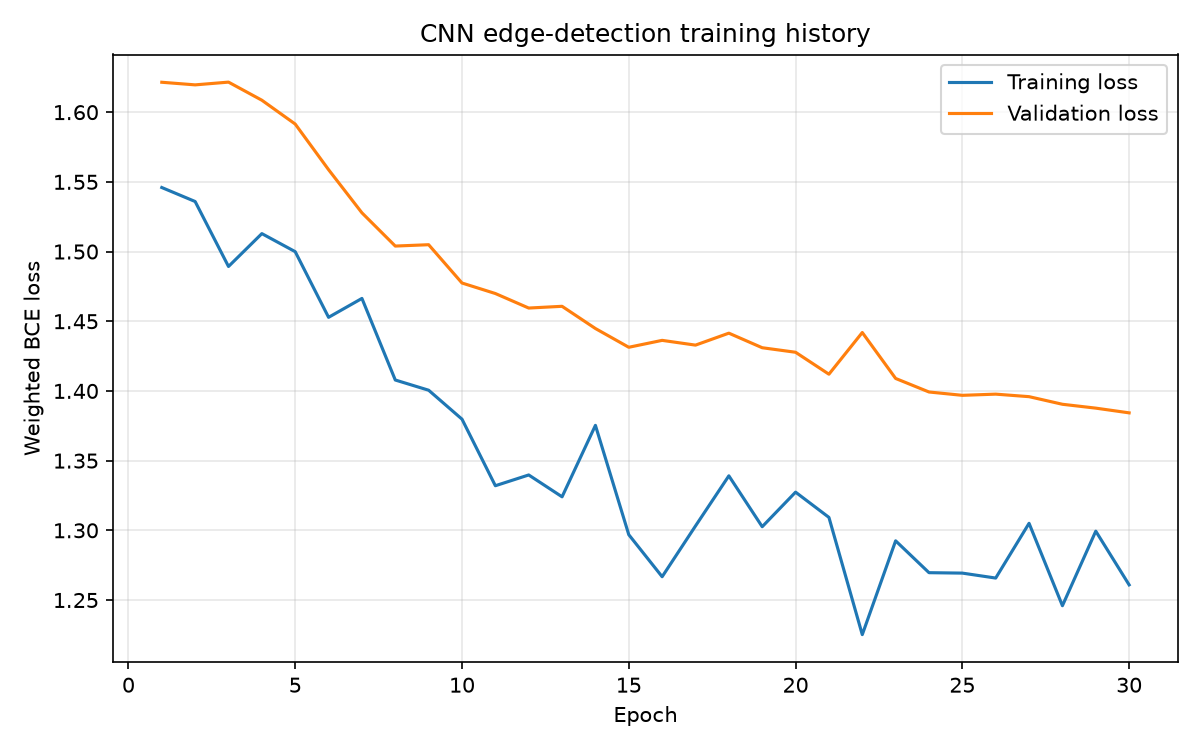 CNN edge-detection training history
Training loss
Validation loss
Weighted BCE loss
1.60
1.55
1.50
1.45
1.40
1.35
1.30
1.25
0 5 10 15 20 25 30
Epoch